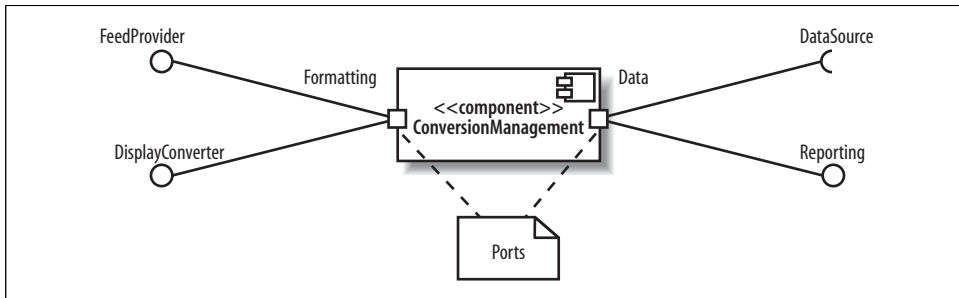 FeedProvider
DataSource
Formatting
Data
<<component>>
ConversionManagement
DisplayConverter
Reporting
Ports